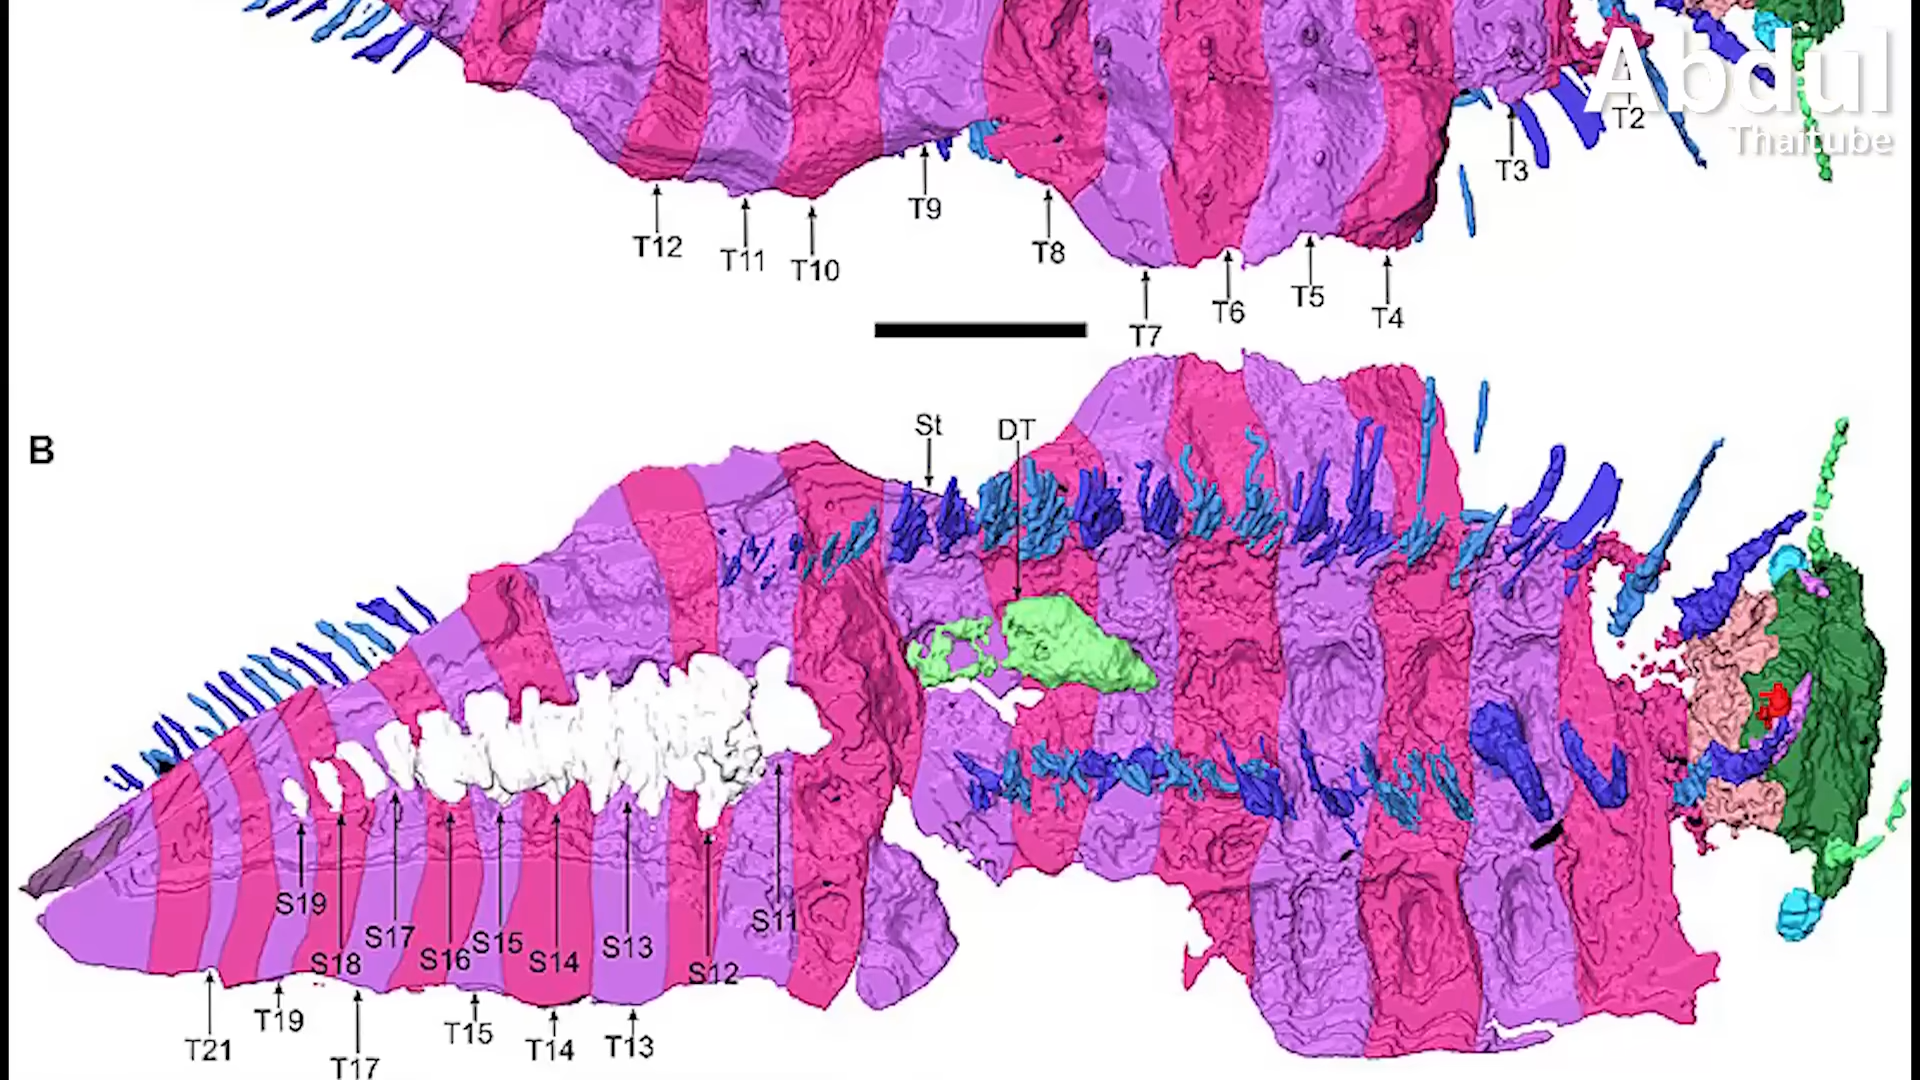 Abdul
Thaitube
T2
T3
T9
T12
T8
T11
T10
T5
T6
T4
T7
St
DT
B
S19
S11
S17
S15
S13
S16
S14
S18
S12
T19
T15
T21
T14
T13
T17